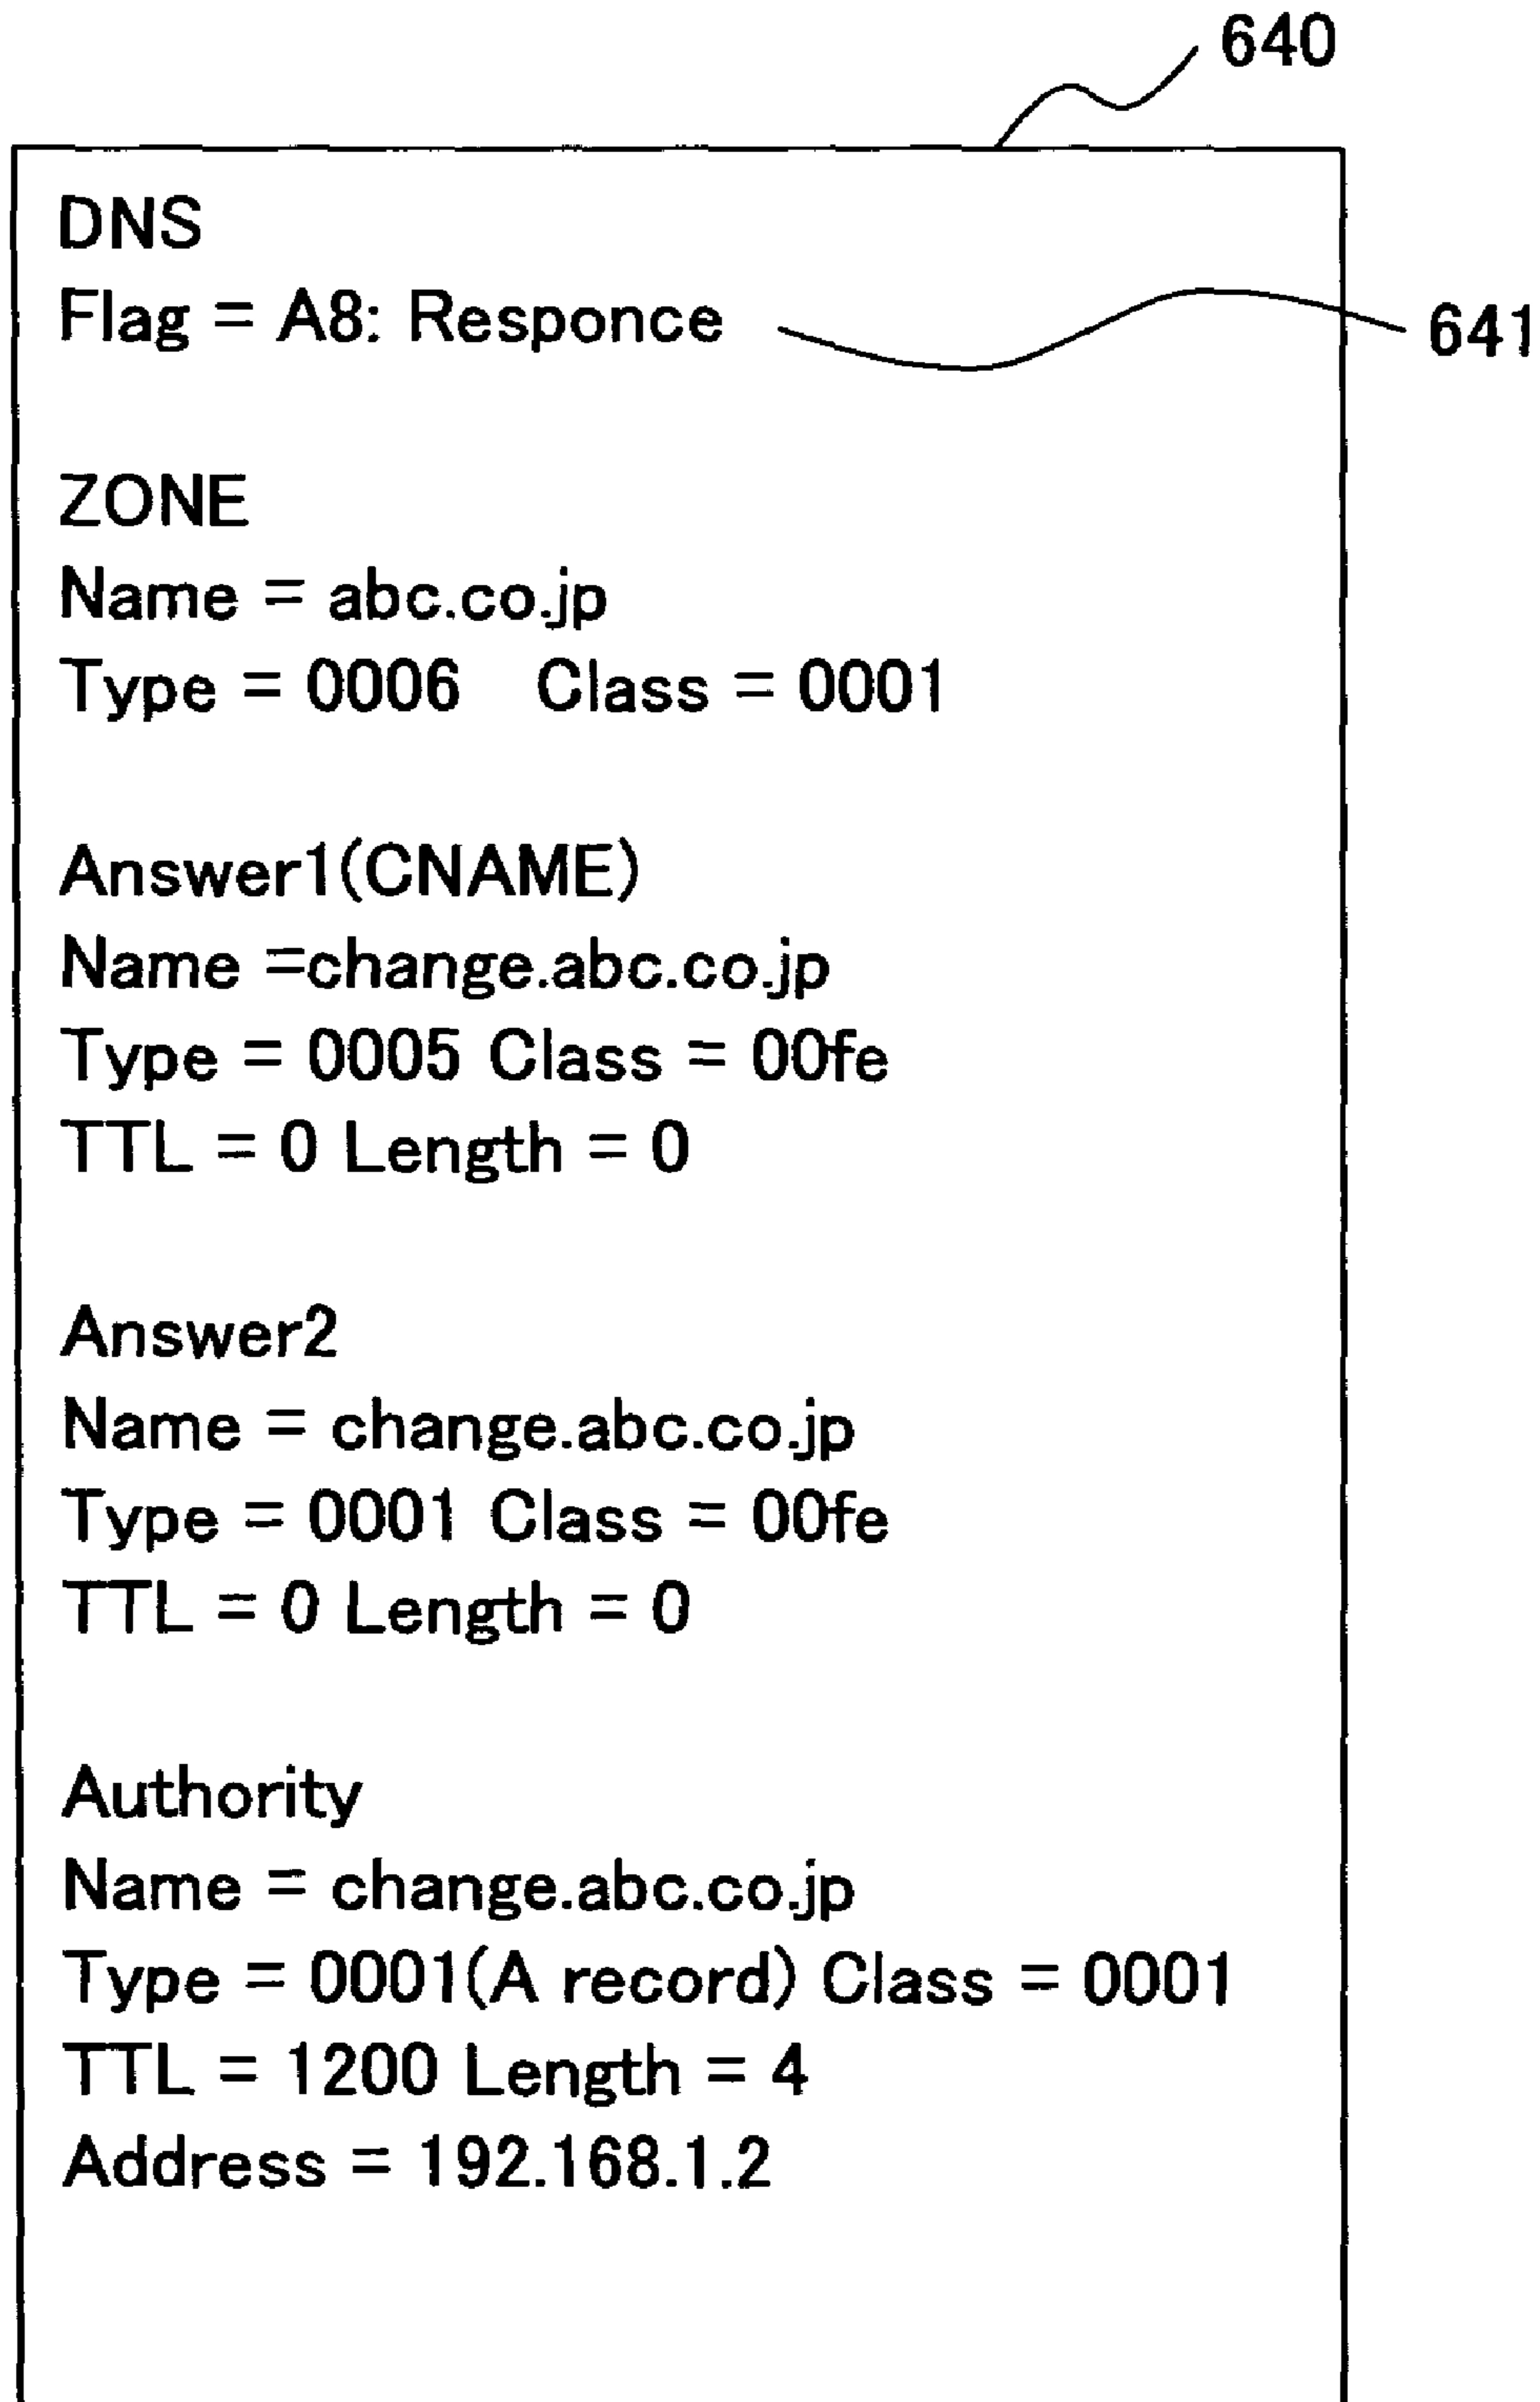 640
DNS
Flag = A8: Responce
641
ZONE
Name = abc.co.jp
Type = 0006 Class = 0001
Answer1(CNAME)
Name =change.abc.co.jp
Type = 0005 Class = 00fe
TTL = 0 Length = 0
Answer2
Name = change.abc.co.jp
Type = 0001 Class = 00fe
TTL = 0 Length = 0
Authority
Name = change.abc.co.jp
Type = 0001(A record) Class = 0001
TTL = 1200 Length = 4
Address = 192.168.1.2